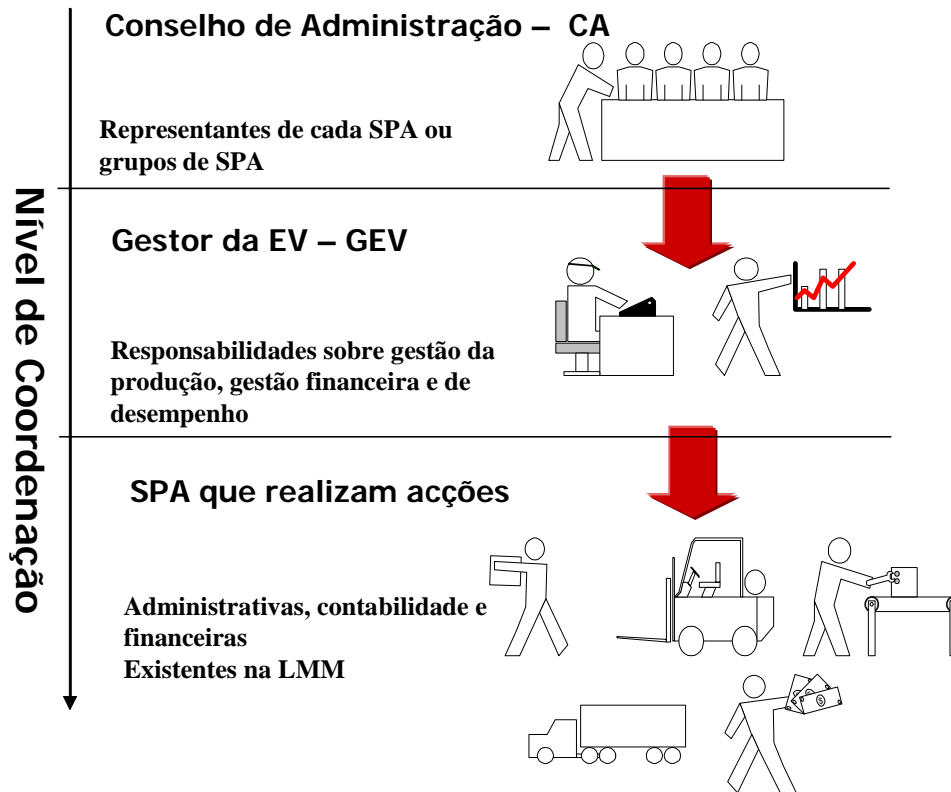 Conselho de Administração – CA
Representantes de cada SPA ou
grupos de SPA
Nível de Coordenação
Gestor da EV – GEV
Responsabilidades sobre gestão da
produção, gestão financeira e de
desempenho
SPA que realizam acções
Administrativas, contabilidade e
financeiras
Existentes na LMM
$